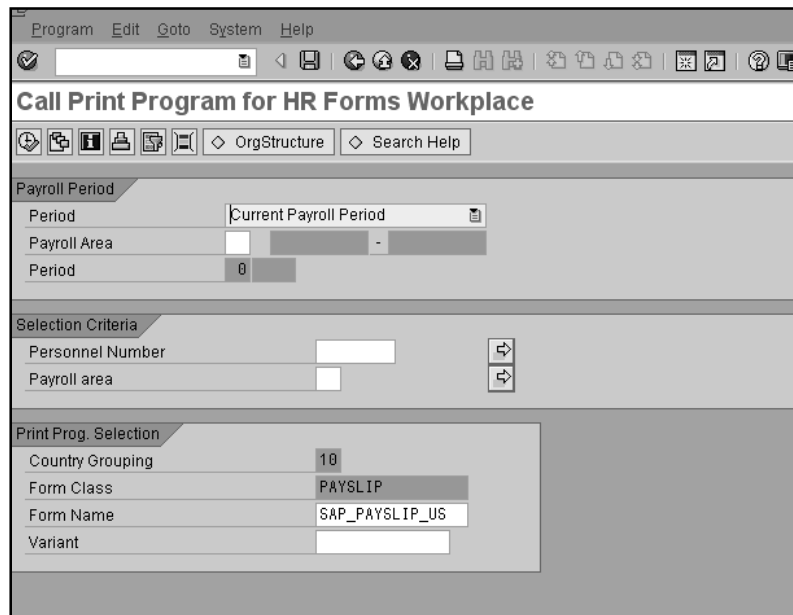 Program Edit Goto System Help
Call Print Program for HR Forms Workplace
OrgStructure Search Help
Payroll Period
Period Current Payroll Period
Payroll Area -
Period 0
Selection Criteria
Personnel Number
Payroll area
Print Prog. Selection
Country Grouping 10
Form Class PAYSLIP
Form Name SAP_PAYSLIP_US
Variant